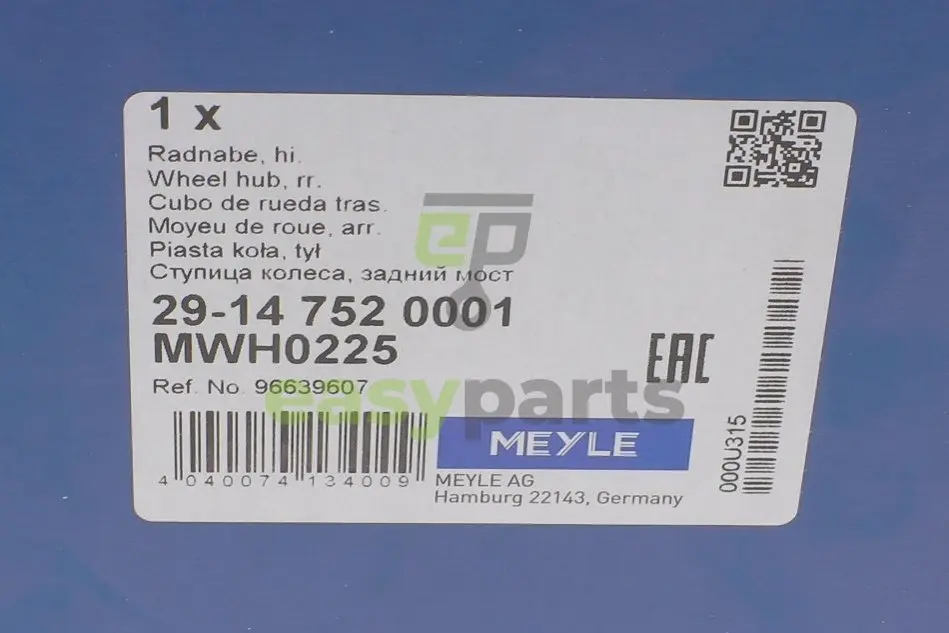 1 x
Radnabe, hi.
Wheel hub, rr.
Cubo de rueda tras.
Moyeu de roue, arr.
Piasta koła, tył
Ступица колеса, задний мост
29-14 752 0001
MWH0225
Ref. No. 96639607
EAC
easyparts
ep
MEYLE
4 040074 134009
MEYLE AG
Hamburg 22143, Germany
000U315